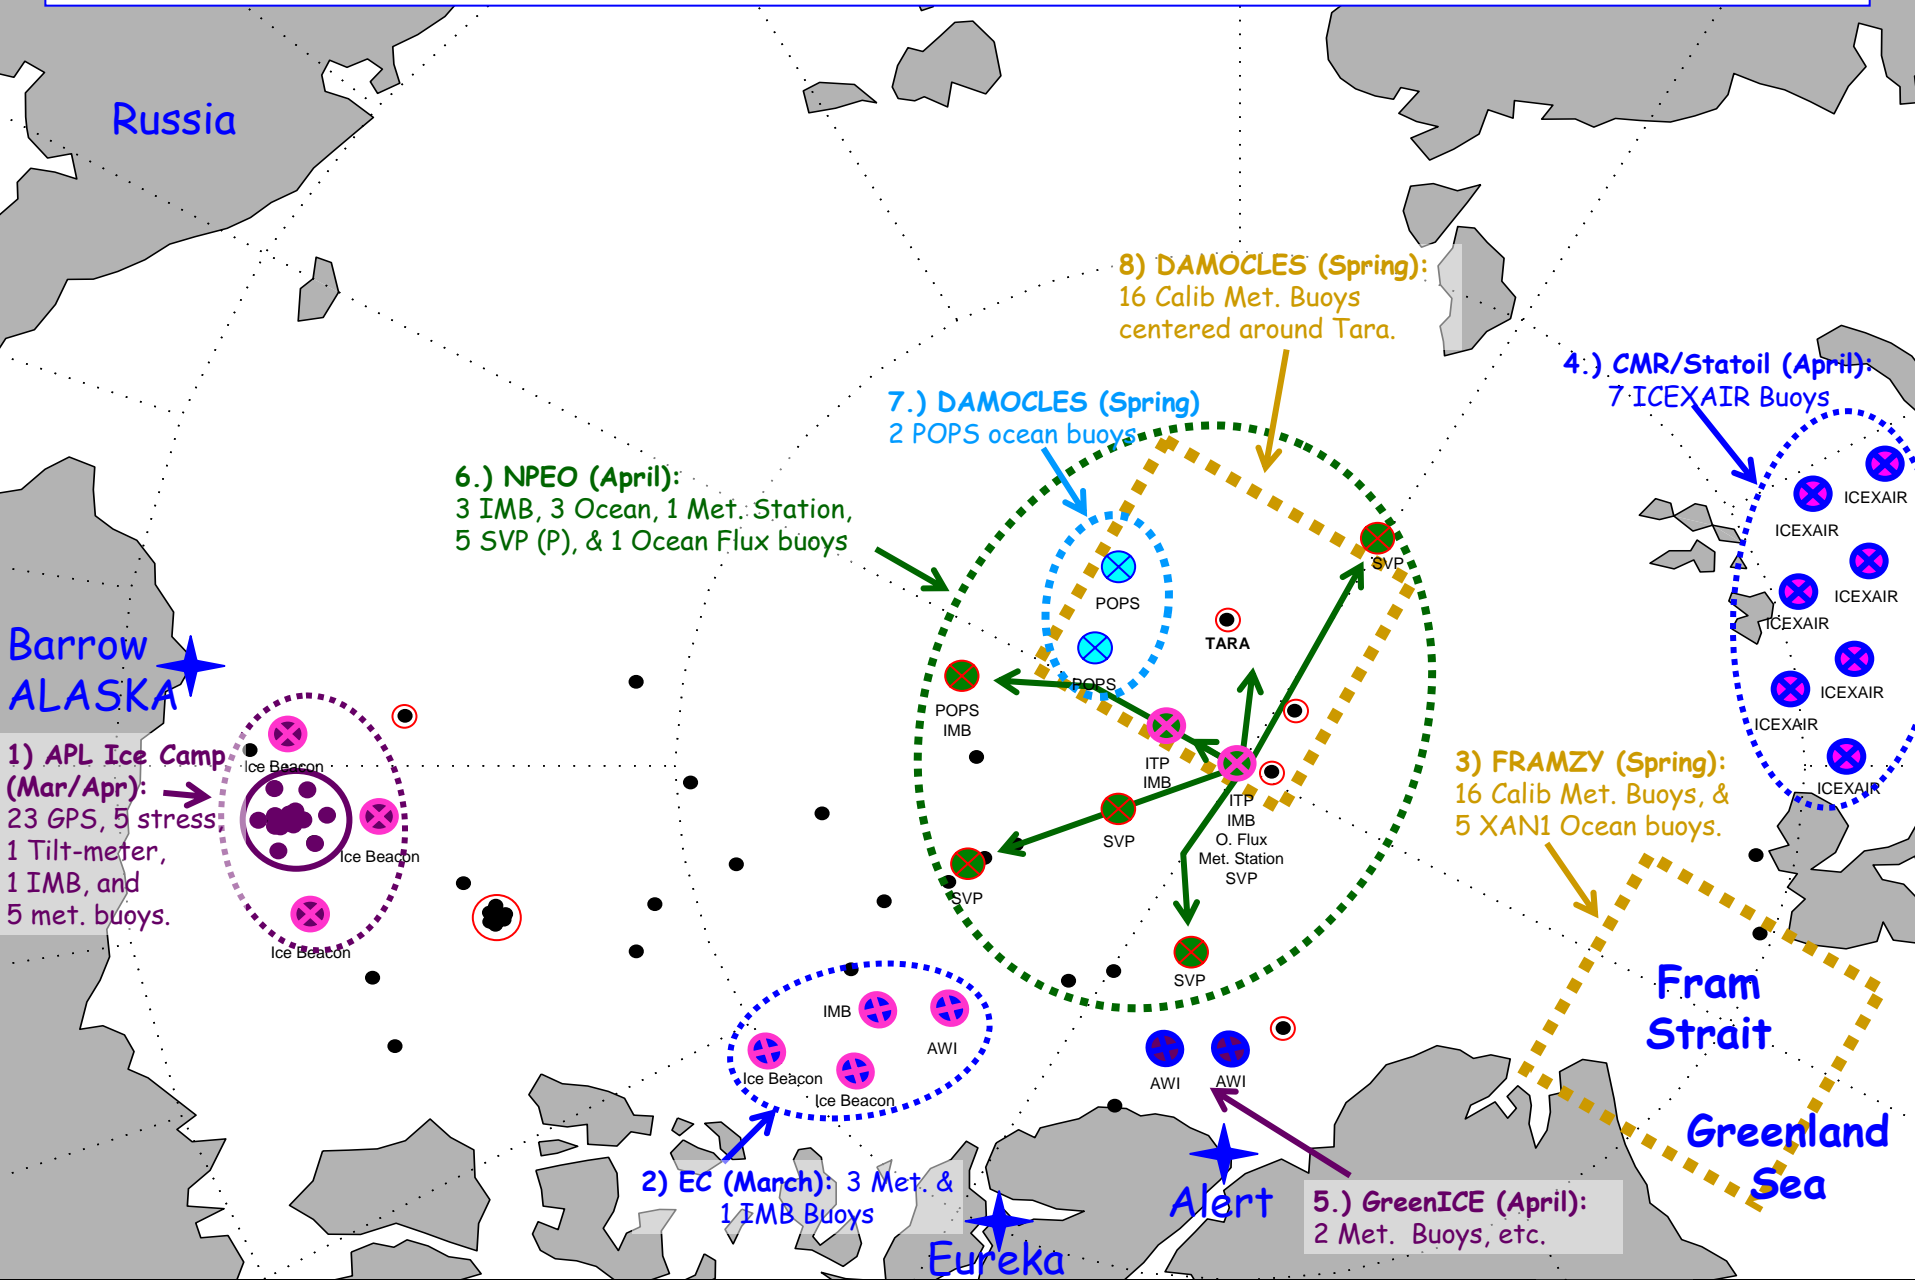 Russia
8) DAMOCLES (Spring):
16 Calib Met. Buoys
centered around Tara.
4.) CMR/Statoil (April):
7 ICEXAIR Buoys
7.) DAMOCLES (Spring)
2 POPS ocean buoys
6.) NPEO (April):
3 IMB, 3 Ocean, 1 Met. Station,
5 SVP (P), & 1 Ocean Flux buoys
ICEXAIR
ICEXAIR
SVP
POPS
ICEXAIR
ICEXAIR
TARA
Barrow
ALASKA
POPS
ICEXAIR
POPS
IMB
ICEXAIR
1) APL Ice Camp
(Mar/Apr):
23 GPS, 5 stress,
1 Tilt-meter,
1 IMB, and
5 met. buoys.
Ice Beacon
Ice Beacon
Ice Beacon
ITP
IMB
ITP
IMB
O. Flux
Met. Station
SVP
ICEXAIR
3) FRAMZY (Spring):
16 Calib Met. Buoys, &
5 XAN1 Ocean buoys.
SVP
SVP
SVP
Fram
Strait
IMB
AWI
Ice Beacon
Ice Beacon
AWI
AWI
Greenland
Sea
2) EC (March): 3 Met. &
1 IMB Buoys
Alert
5.) GreenICE (April):
2 Met. Buoys, etc.
Eureka